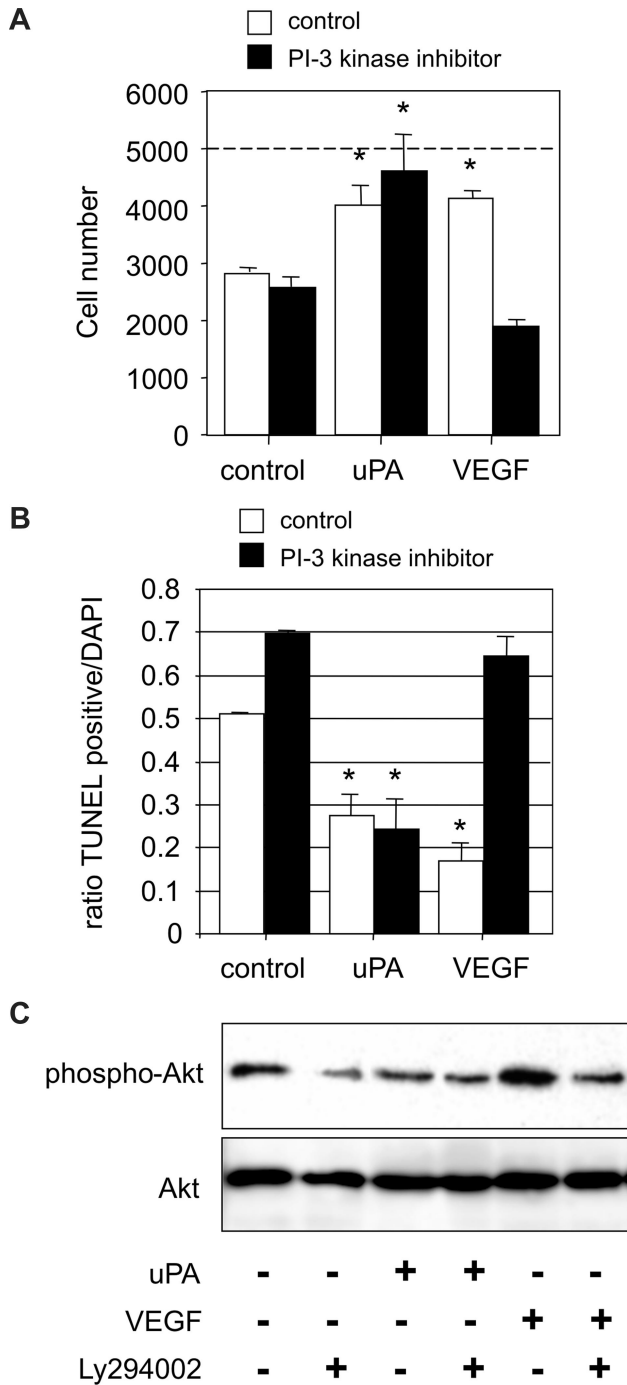 A
control
PI-3 kinase inhibitor
6000
5000
4000
3000
2000
1000
0
Cell number
* * *
control uPA VEGF
B
control
PI-3 kinase inhibitor
0.8
0.7
0.6
0.5
0.4
0.3
0.2
0.1
0
ratio TUNEL positive/DAPI
* * *
control uPA VEGF
C
phospho-Akt
Akt
uPA - - + + - -
VEGF - - - - + +
Ly294002 - + - + - +